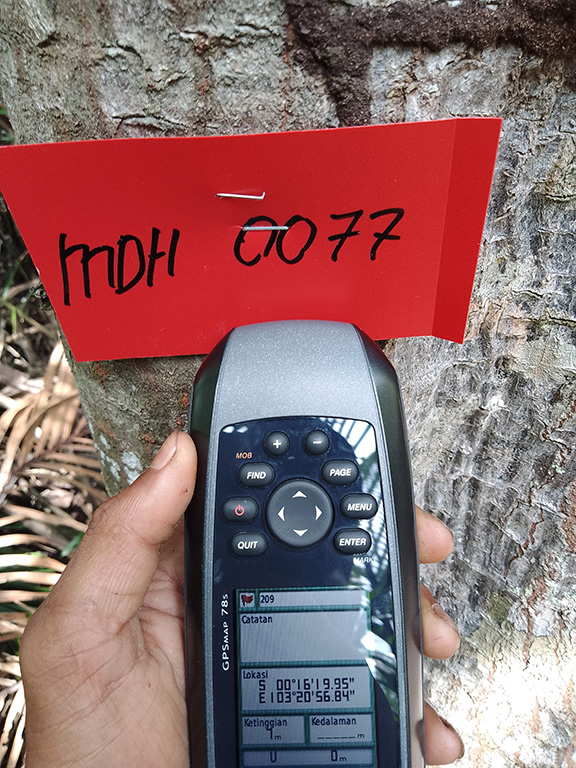 MDH 0077
MOB
FIND
PAGE
MENU
QUIT
ENTER
MARK
GPSMAP 78s
209
Catatan
Lokasi
S 00°16'19.95"
E 103°20'56.84"
Ketinggian Kedalaman
1m _____m
U 0m